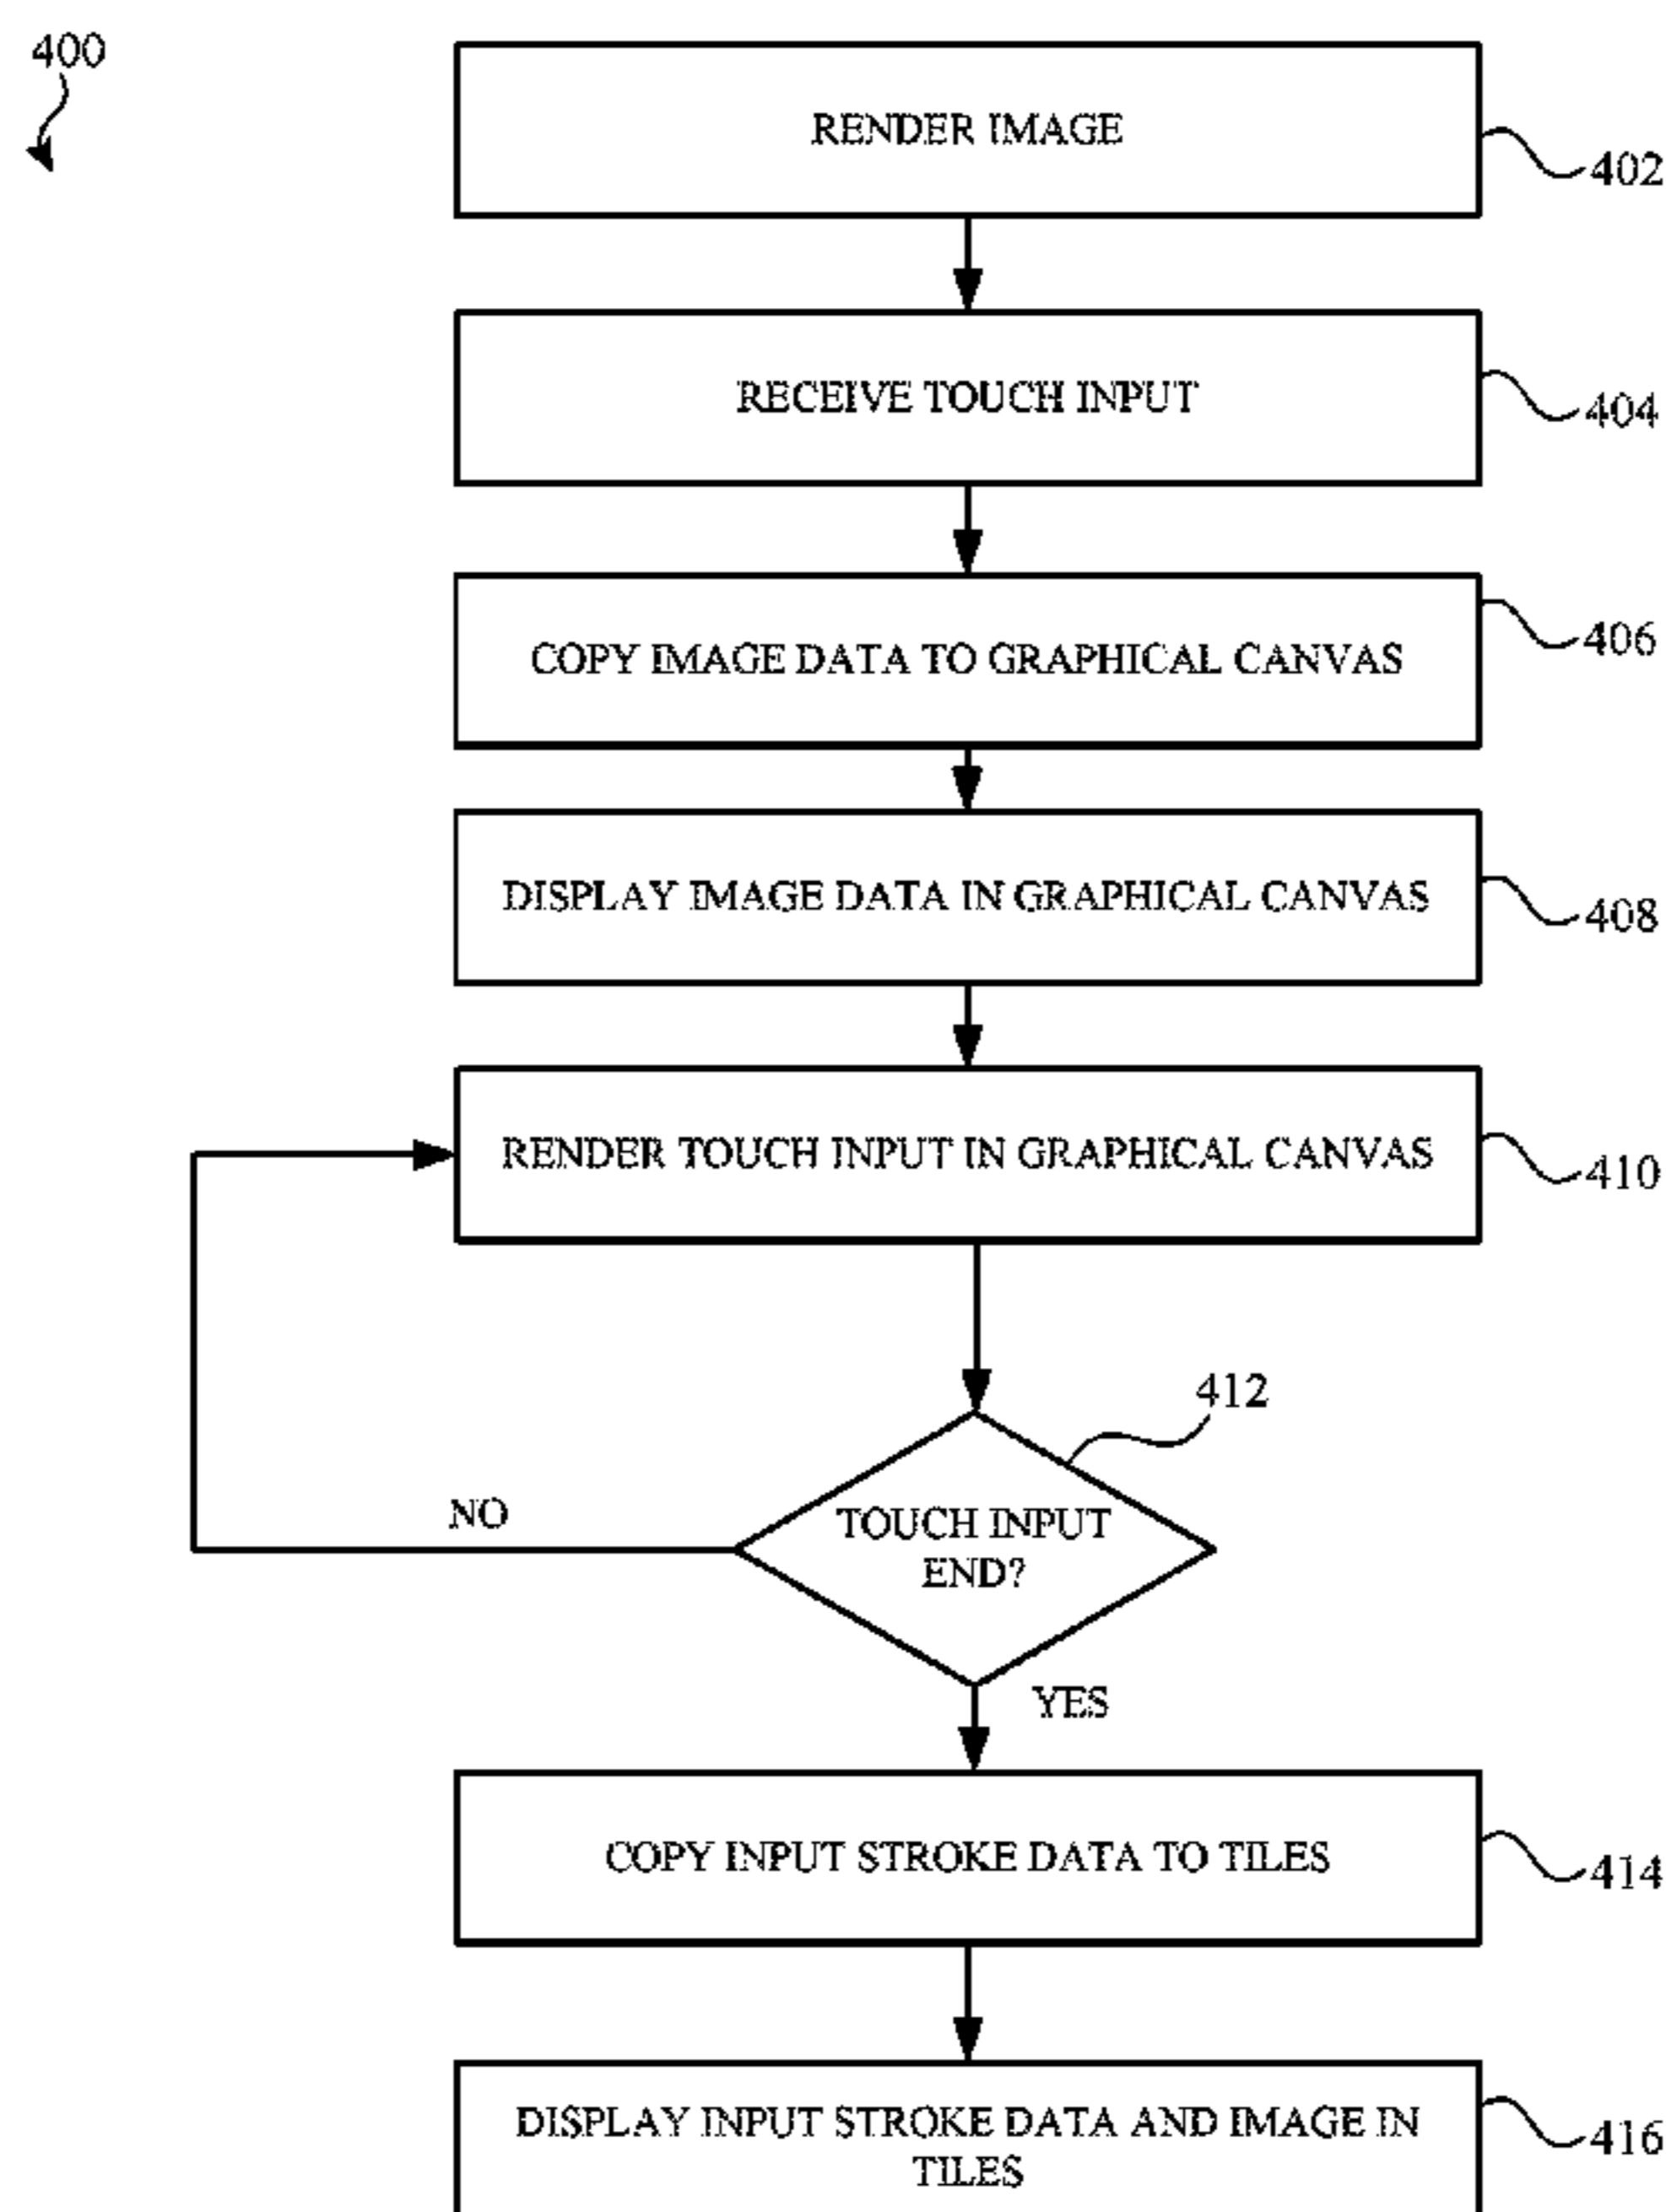 400
RENDER IMAGE
402
RECEIVE TOUCH INPUT
404
COPY IMAGE DATA TO GRAPHICAL CANVAS
406
DISPLAY IMAGE DATA IN GRAPHICAL CANVAS
408
RENDER TOUCH INPUT IN GRAPHICAL CANVAS
410
412
TOUCH INPUT
END?
NO
YES
COPY INPUT STROKE DATA TO TILES
414
DISPLAY INPUT STROKE DATA AND IMAGE IN
TILES
416